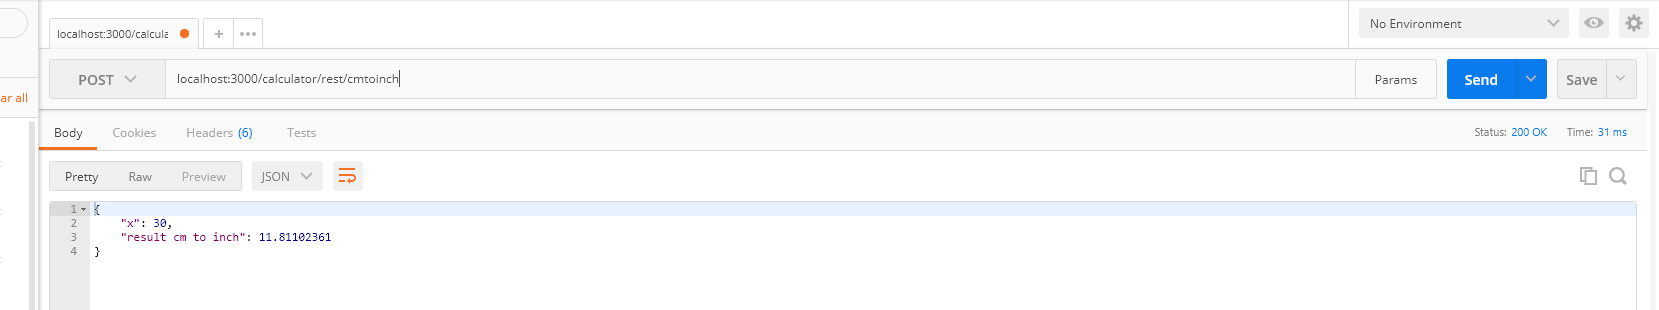 No Environment
localhost:3000/calcula
+ •••
POST localhost:3000/calculator/rest/cmtoinch Params Send Save
ar all
Body Cookies Headers (6) Tests Status: 200 OK Time: 31 ms
Pretty Raw Preview JSON
1 {
2 "x": 30,
3 "result cm to inch": 11.81102361
4 }